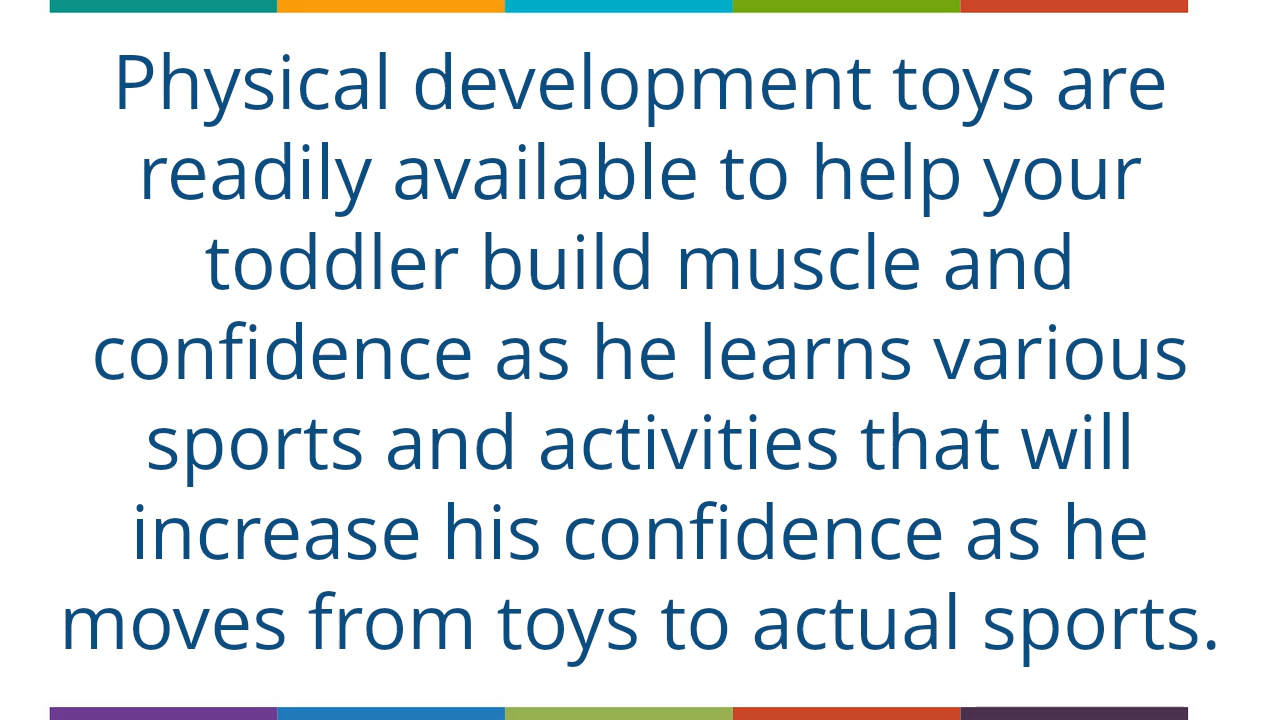 Physical development toys are
readily available to help your
toddler build muscle and
confidence as he learns various
sports and activities that will
increase his confidence as he
moves from toys to actual sports.